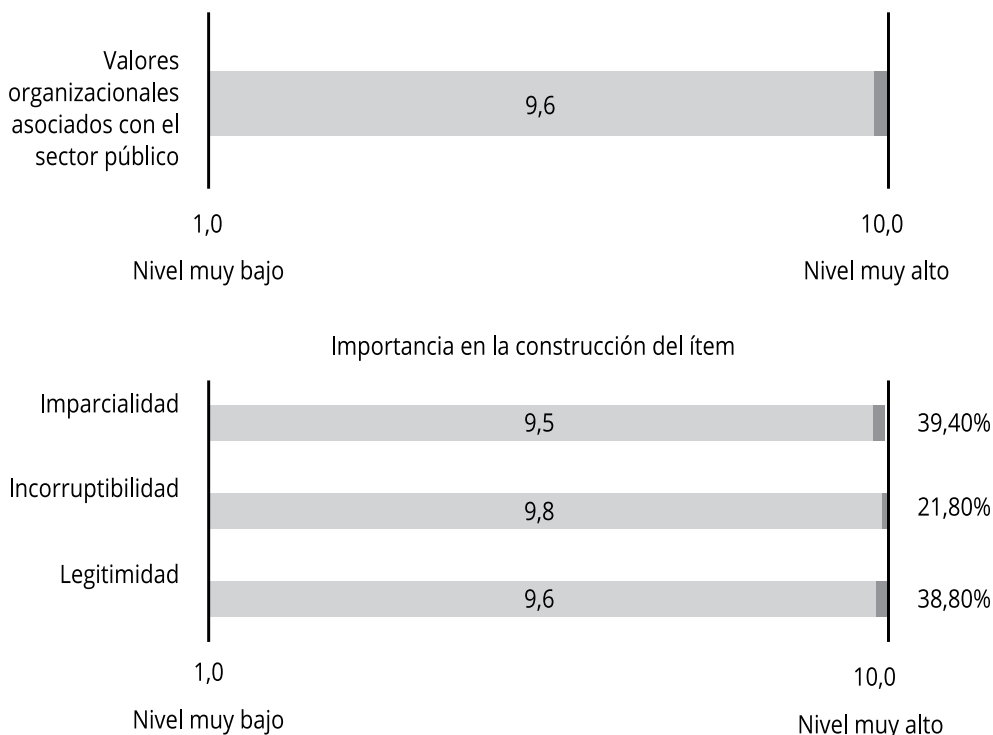 Valores
organizacionales
asociados con el
sector público
9,6
1,0
10,0
Nivel muy bajo
Nivel muy alto
Importancia en la construcción del ítem
Imparcialidad
9,5
39,40%
Incorruptibilidad
9,8
21,80%
Legitimidad
9,6
38,80%
1,0
10,0
Nivel muy bajo
Nivel muy alto